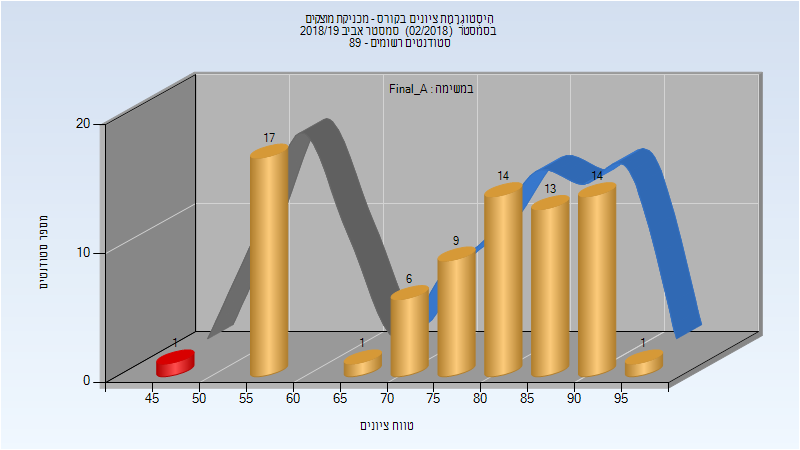 היסטוגרמת ציונים בקורס - מכניקת מוצקים
בסמסטר (02/2018) סמסטר אביב 2018/19
סטודנטים רשומים - 89
במשימה : Final_A
20
10
0
מספר סטודנטים
1
17
1
6
9
14
13
14
1
45 50 55 60 65 70 75 80 85 90 95
טווח ציונים